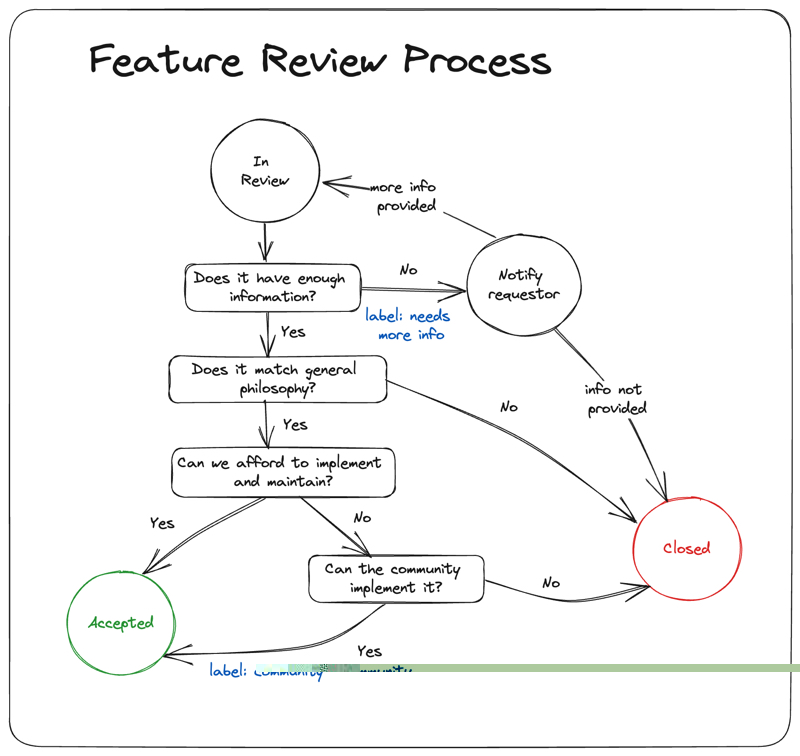 Feature Review Process
In
Review
more info
provided
Does it have enough
information?
No
Notify
requestor
label: needs
more info
Yes
Does it match general
philosophy?
No
info not
provided
Yes
Can we afford to implement
and maintain?
Yes
No
Closed
Can the community
implement it?
No
Accepted
Yes
label: